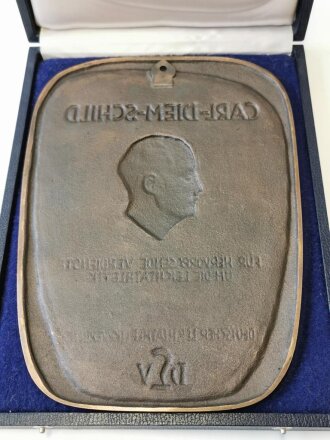 CARL-DIEM-SCHILD
FÜR HERVORRAGENDE VERDIENSTE
UM DIE LEICHTATHLETIK
DLV